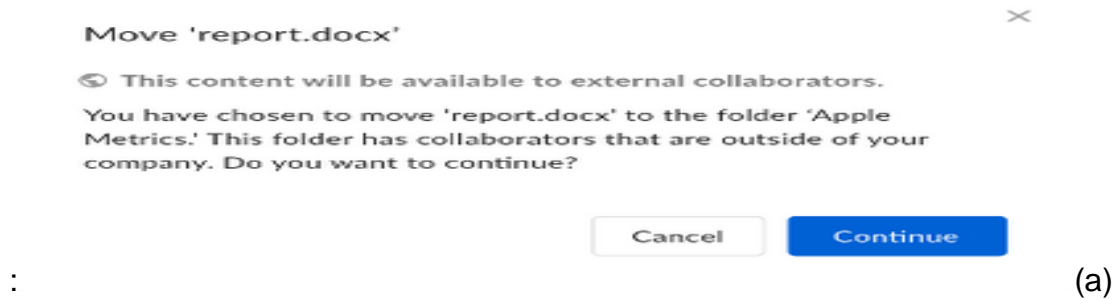 Move 'report.docx'
This content will be available to external collaborators.
You have chosen to move 'report.docx' to the folder 'Apple
Metrics.' This folder has collaborators that are outside of your
company. Do you want to continue?
Cancel Continue
: (a)